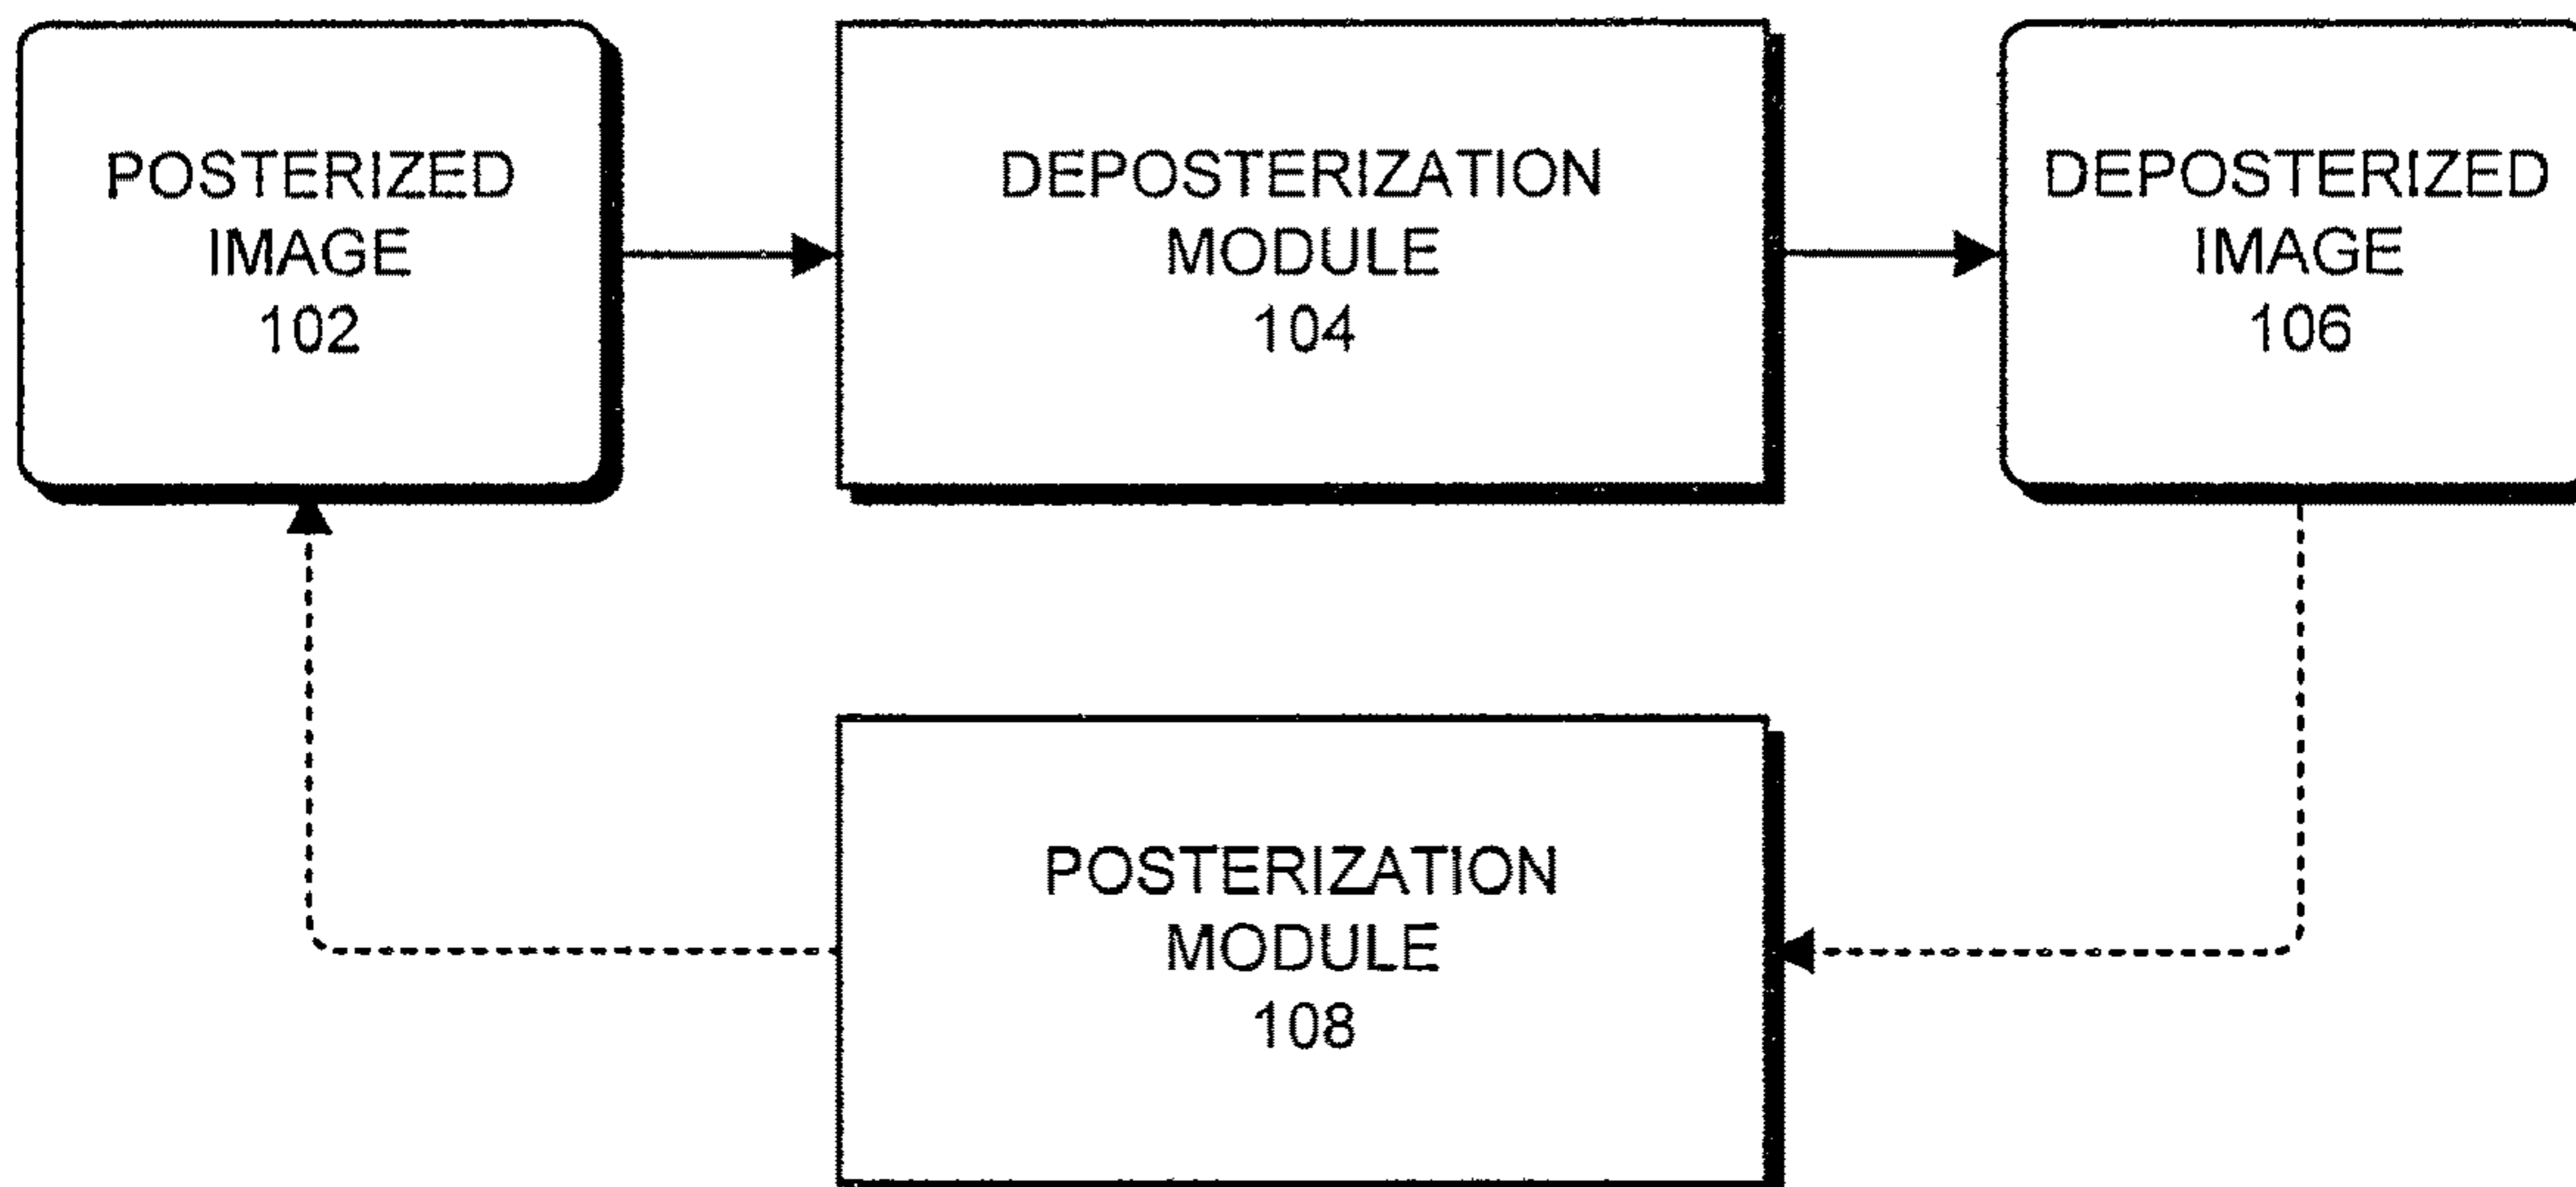 POSTERIZED
IMAGE
102
DEPOSTERIZATION
MODULE
104
DEPOSTERIZED
IMAGE
106
POSTERIZATION
MODULE
108